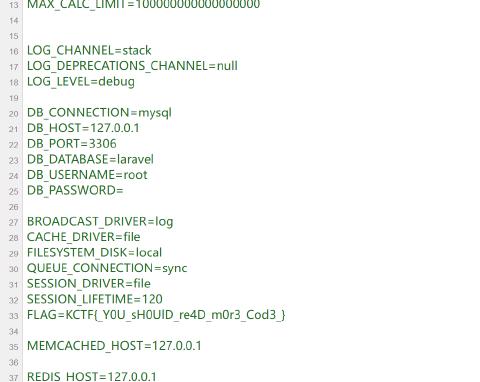 13 MAX_CALC_LIMIT=100000000000000000
14
15
16 LOG_CHANNEL=stack
17 LOG_DEPRECATIONS_CHANNEL=null
18 LOG_LEVEL=debug
19
20 DB_CONNECTION=mysql
21 DB_HOST=127.0.0.1
22 DB_PORT=3306
23 DB_DATABASE=laravel
24 DB_USERNAME=root
25 DB_PASSWORD=
26
27 BROADCAST_DRIVER=log
28 CACHE_DRIVER=file
29 FILESYSTEM_DISK=local
30 QUEUE_CONNECTION=sync
31 SESSION_DRIVER=file
32 SESSION_LIFETIME=120
33 FLAG=KCTF{_Y0U_sH0UlD_re4D_m0r3_Cod3_}
34
35 MEMCACHED_HOST=127.0.0.1
36
37 REDIS_HOST=127.0.0.1